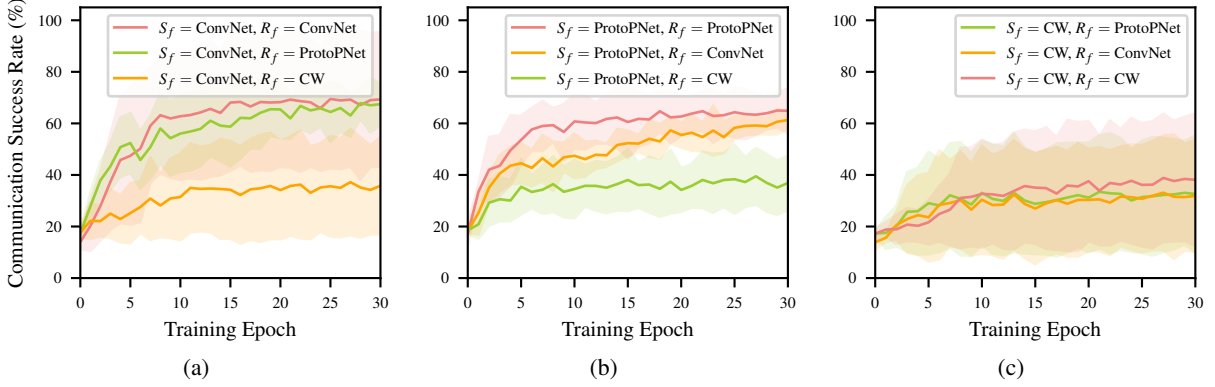 Communication Success Rate (%)
100
80
60
40
20
0
S_f = ConvNet, R_f = ConvNet
S_f = ConvNet, R_f = ProtoPNet
S_f = ConvNet, R_f = CW
0 5 10 15 20 25 30
Training Epoch
(a)
100
80
60
40
20
0
S_f = ProtoPNet, R_f = ProtoPNet
S_f = ProtoPNet, R_f = ConvNet
S_f = ProtoPNet, R_f = CW
0 5 10 15 20 25 30
Training Epoch
(b)
100
80
60
40
20
0
S_f = CW, R_f = ProtoPNet
S_f = CW, R_f = ConvNet
S_f = CW, R_f = CW
0 5 10 15 20 25 30
Training Epoch
(c)